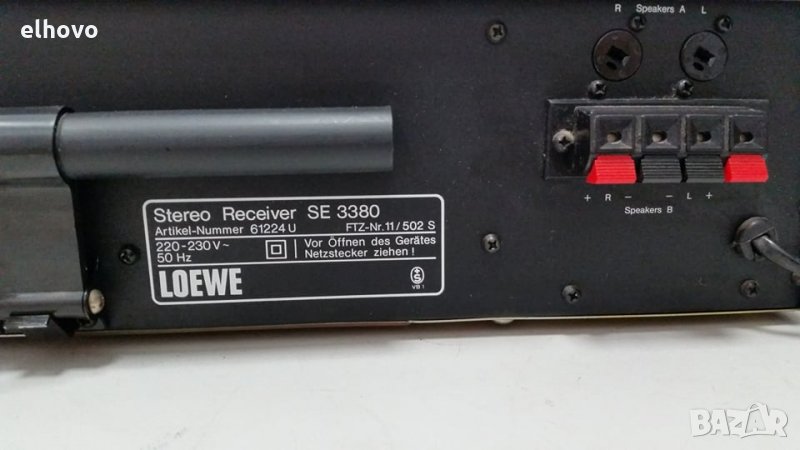 elhovo
R Speakers A L
+ R - - L +
Speakers B
Stereo Receiver SE 3380
Artikel-Nummer 61224 U FTZ-Nr. 11/502 S
220-230 V ~
50 Hz
Vor Öffnen des Gerätes
Netzstecker ziehen !
LOEWE
VB 1
BAZAR